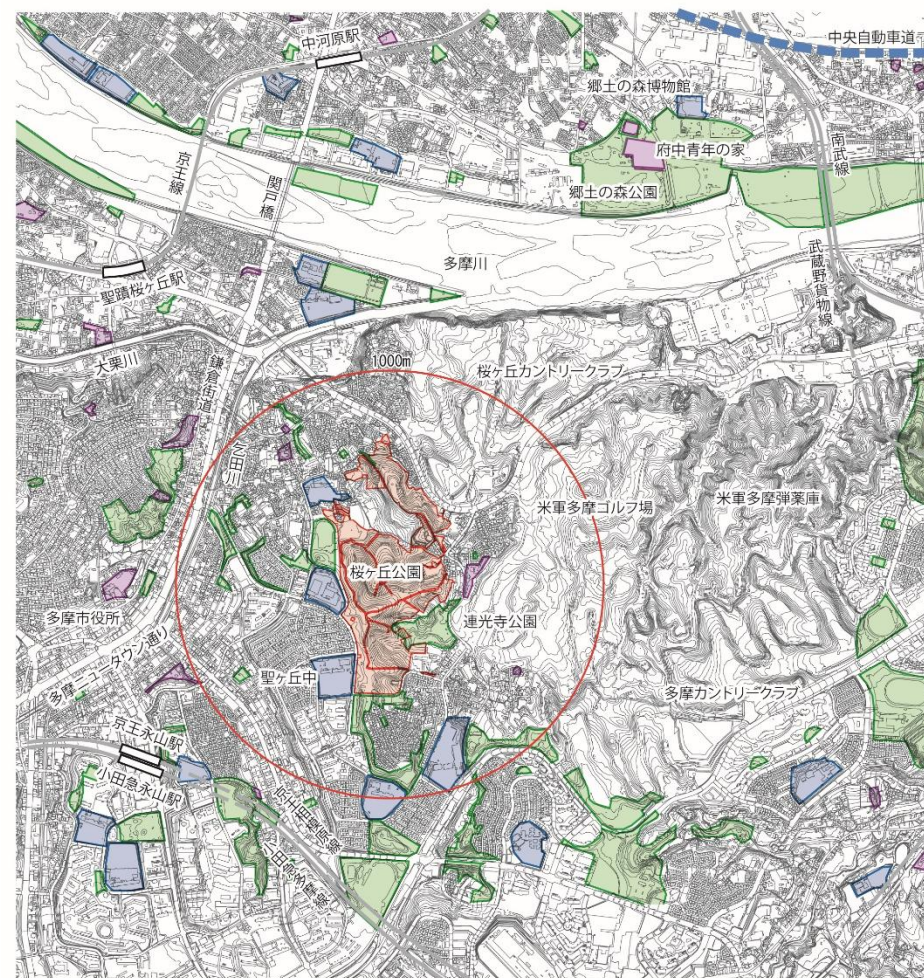 中央自動車道
中河原駅
郷土の森博物館
府中青年の家
南武線
京王線
関戸橋
郷土の森公園
多摩川
武蔵野貨物線
聖蹟桜ヶ丘駅
大栗川
鎌倉街道
1000m
桜ヶ丘カントリークラブ
乙田川
米軍多摩ゴルフ場
米軍多摩弾薬庫
桜ヶ丘公園
多摩市役所
連光寺公園
多摩ニュータウン通り
聖ヶ丘中
多摩カントリークラブ
京王永山駅
小田急永山駅
京王相模原線
小田急多摩線